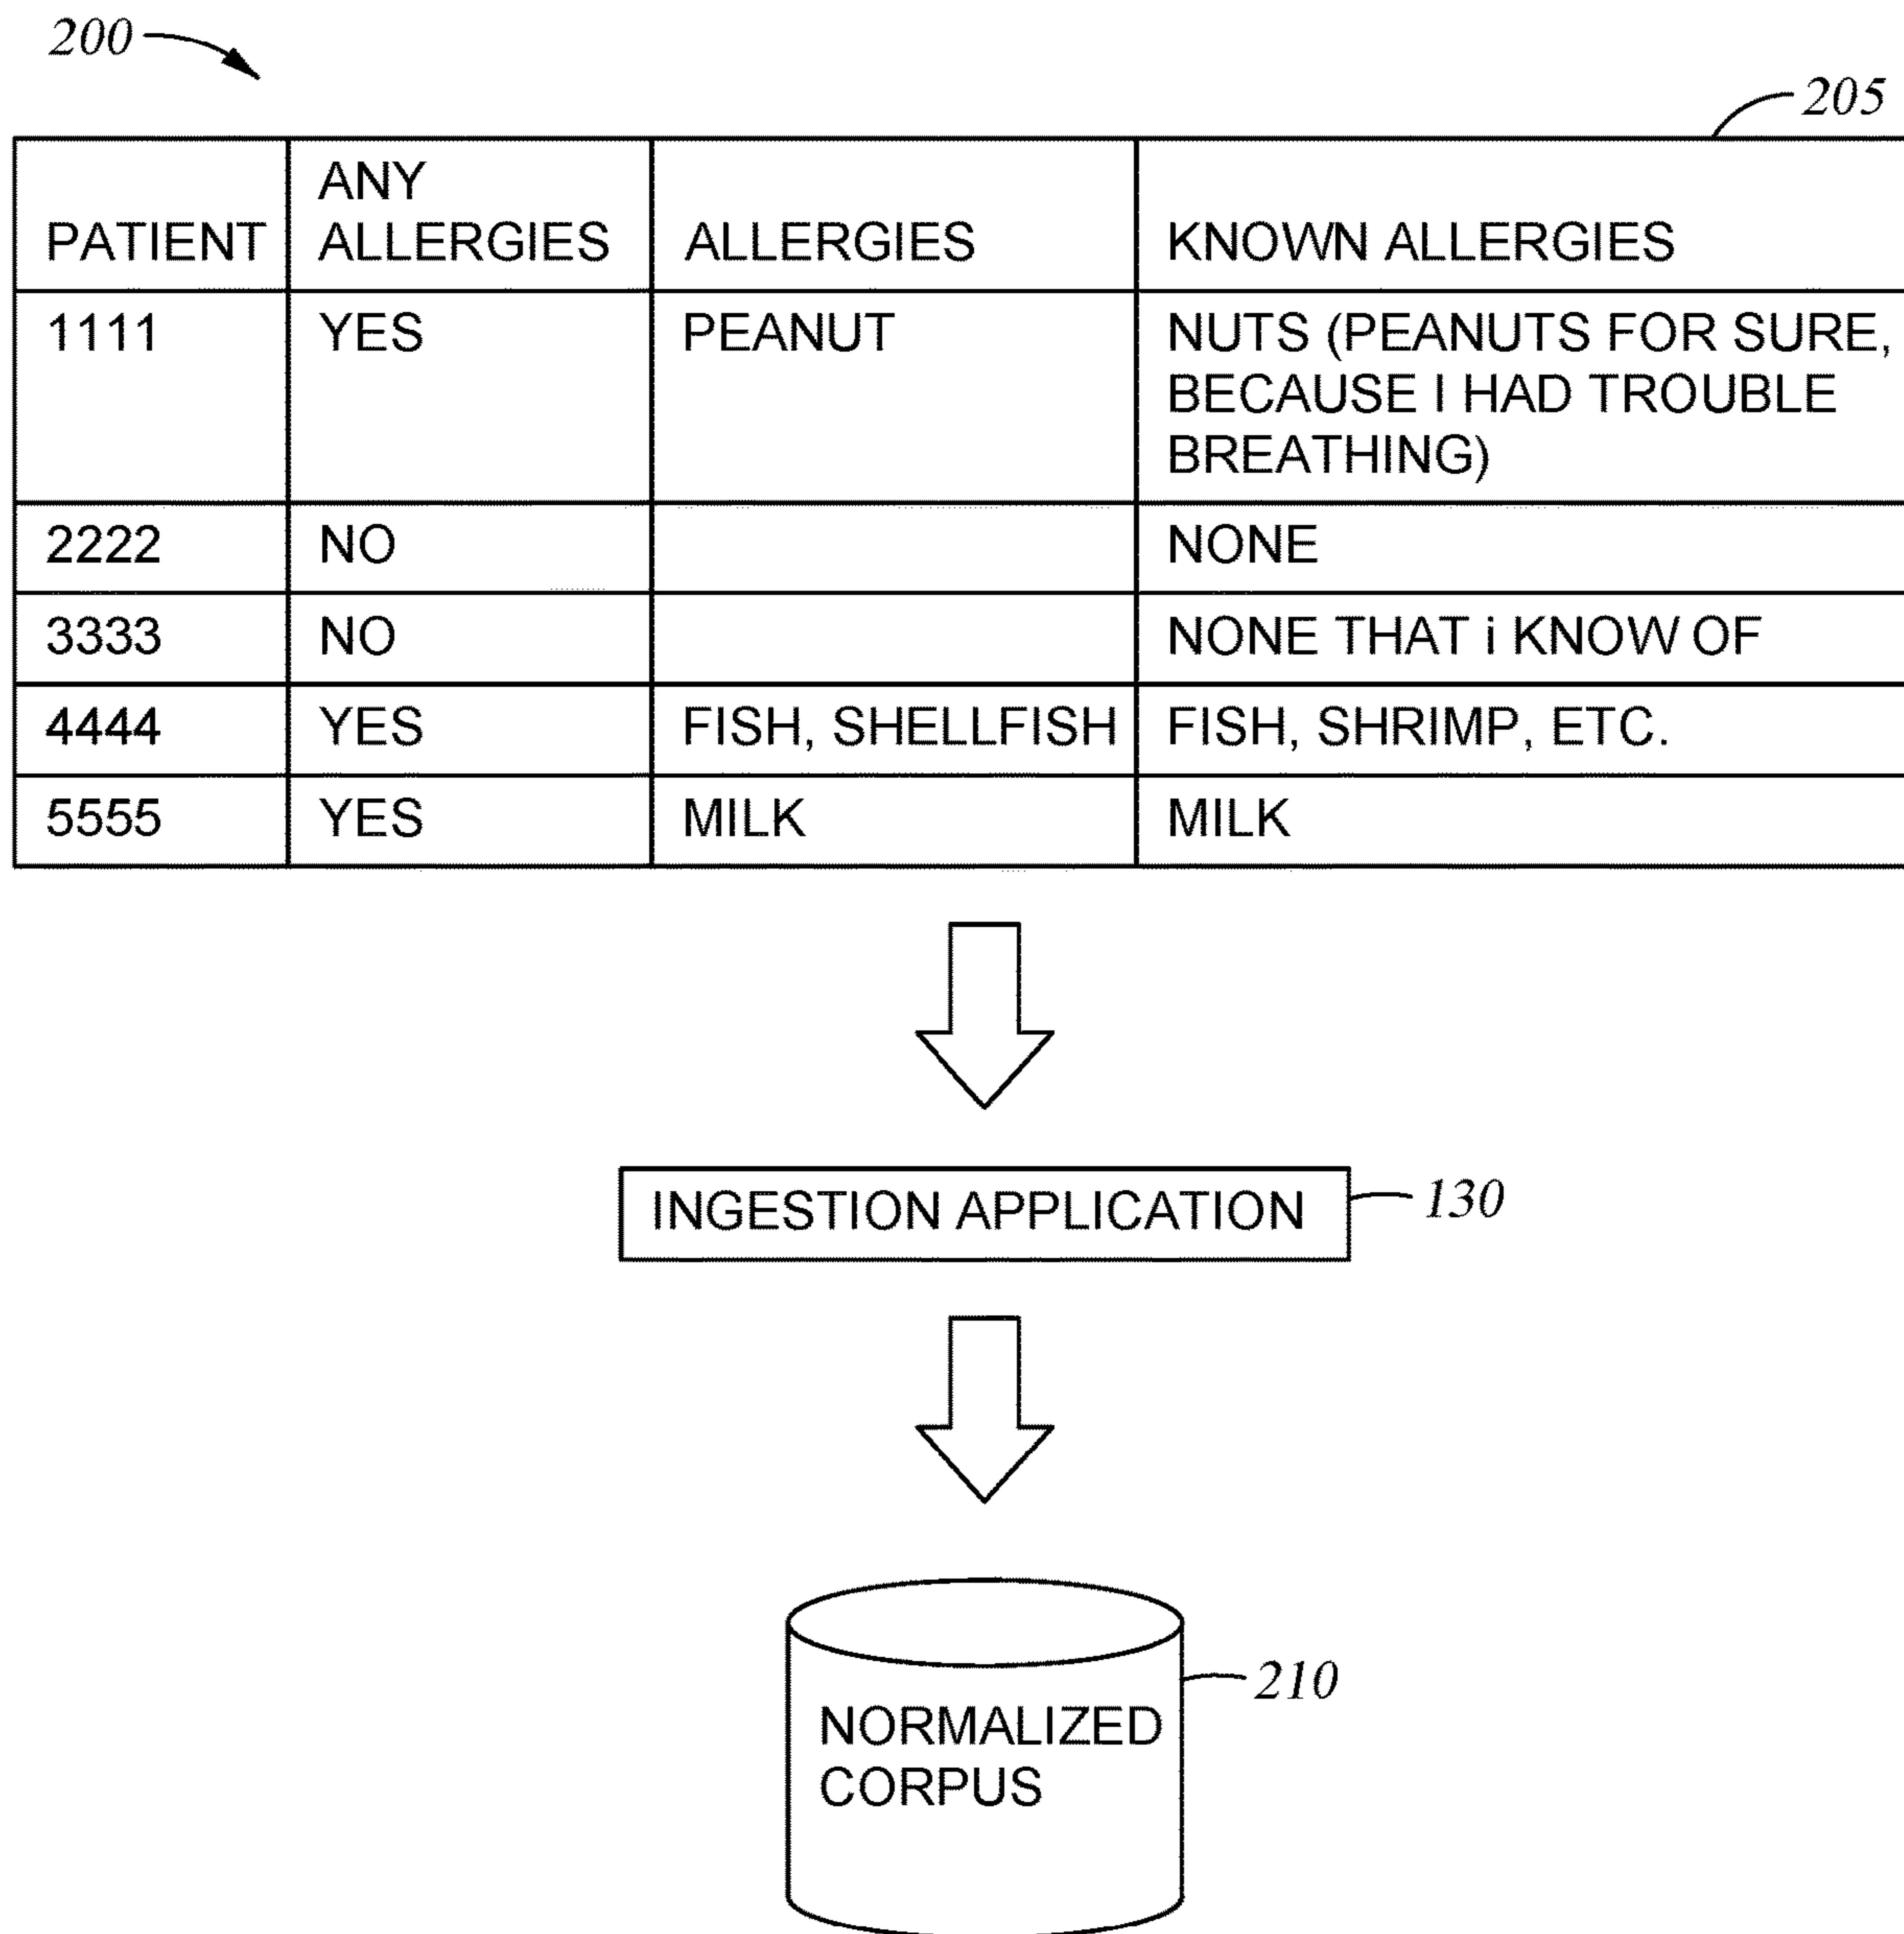 200
205
PATIENT ANY ALLERGIES ALLERGIES KNOWN ALLERGIES
1111 YES PEANUT NUTS (PEANUTS FOR SURE,
BECAUSE I HAD TROUBLE
BREATHING)
2222 NO NONE
3333 NO NONE THAT i KNOW OF
4444 YES FISH, SHELLFISH FISH, SHRIMP, ETC.
5555 YES MILK MILK
INGESTION APPLICATION 130
210
NORMALIZED
CORPUS